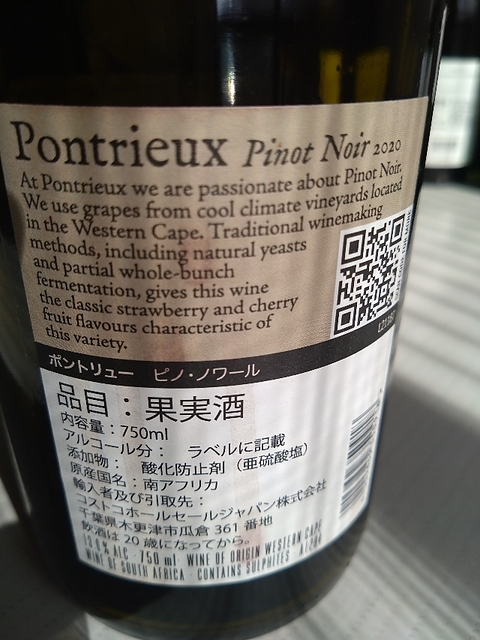 Pontrieux Pinot Noir 2020
At Pontrieux we are passionate about Pinot Noir.
We use grapes from cool climate vineyards located
in the Western Cape. Traditional winemaking
methods, including natural yeasts
and partial whole-bunch
fermentation, gives this wine
the classic strawberry and cherry
fruit flavours characteristic of
this variety.
ポントリュー ピノ・ノワール
品目：果実酒
内容量：750ml
アルコール分： ラベルに記載
添加物： 酸化防止剤（亜硫酸塩）
原産国名：南アフリカ
輸入者及び引取先：
コストコホールセールジャパン株式会社
千葉県木更津市瓜倉 361 番地
飲酒は 20 歳になってから。
ALC 750 ml WINE OF ORIGIN WESTERN CAPE
WINE OF SOUTH AFRICA · CONTAINS SULPHITES